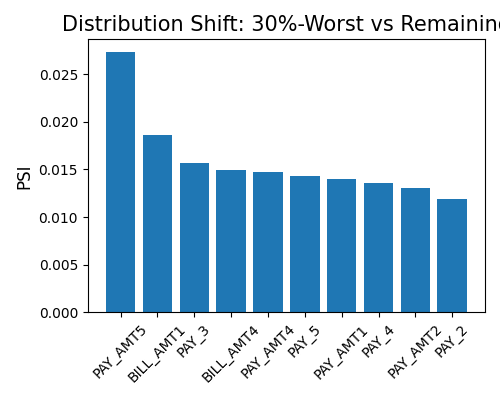 Distribution Shift: 30%-Worst vs Remaining
PSI
0.025
0.020
0.015
0.010
0.005
0.000
PAY_AMT5
BILL_AMT1
PAY_3
BILL_AMT4
PAY_AMT4
PAY_5
PAY_AMT1
PAY_4
PAY_AMT2
PAY_2